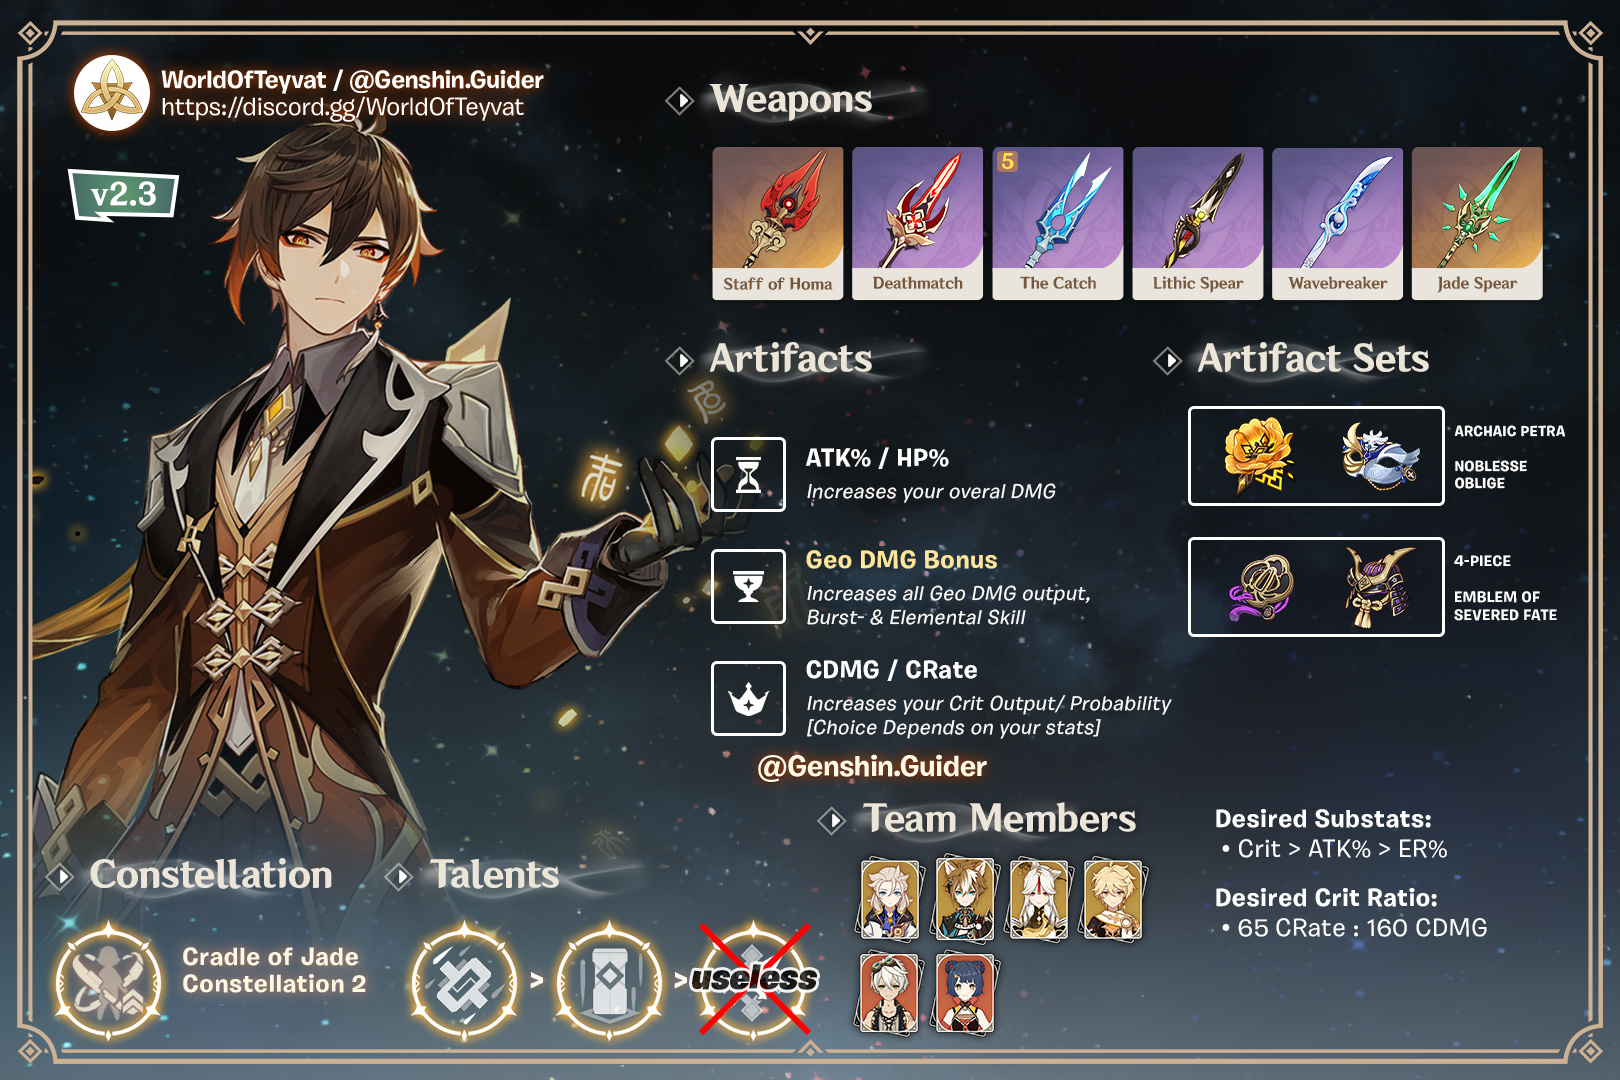 WorldOfTeyvat / @Genshin.Guider
https://discord.gg/WorldOfTeyvat
v2.3
Weapons
5
Staff of Homa
Deathmatch
The Catch
Lithic Spear
Wavebreaker
Jade Spear
Artifacts
ATK% / HP%
Increases your overal DMG
Geo DMG Bonus
Increases all Geo DMG output,
Burst- & Elemental Skill
CDMG / CRate
Increases your Crit Output/ Probability
[Choice Depends on your stats]
@Genshin.Guider
Artifact Sets
ARCHAIC PETRA
NOBLESSE
OBLIGE
4-PIECE
EMBLEM OF
SEVERED FATE
Constellation
Cradle of Jade
Constellation 2
Talents
>
>
useless
Team Members
Desired Substats:
• Crit > ATK% > ER%
Desired Crit Ratio:
• 65 CRate : 160 CDMG